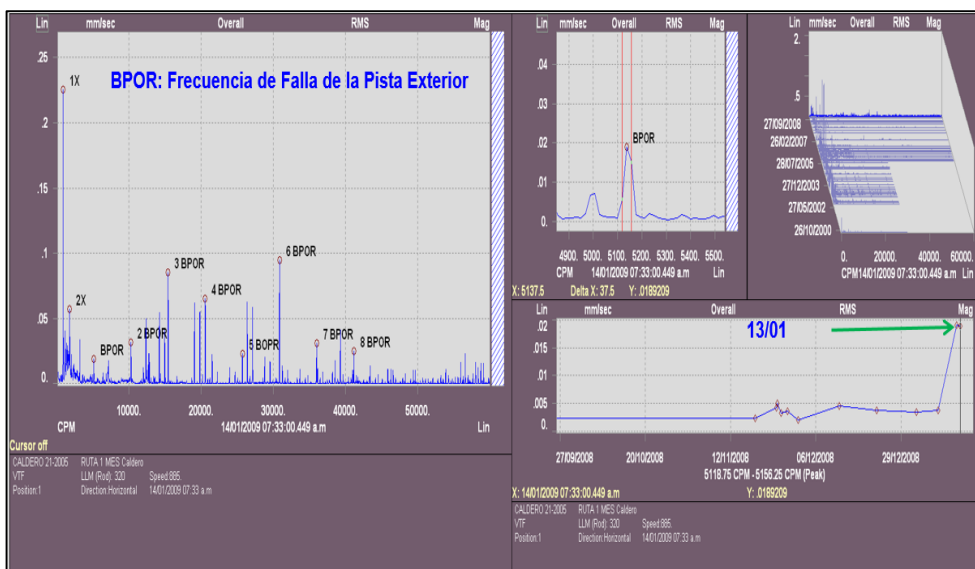 Lin mm/sec Overall RMS Mag
.25
.2
.15
.1
.05
0.
1X
BPOR: Frecuencia de Falla de la Pista Exterior
2X
BPOR
2 BPOR
3 BPOR
4 BPOR
5 BOPR
6 BPOR
7 BPOR
8 BPOR
10000. 20000. 30000. 40000. 50000.
CPM 14/01/2009 07:33:00.449 a.m Lin
Cursor off
CALDERO 21-2005 RUTA 1 MES Caldero
VTF LLM (Rod). 320 Speed:885.
Position:1 Direction:Horizontal 14/01/2009 07:33 a.m
Lin mm/sec Overall RMS Mag
.04
.03
.02
.01
0.
BPOR
4900. 5000. 5100. 5200. 5300. 5400. 5500.
CPM 14/01/2009 07:33:00.449 a.m Lin
X: 5137.5 Delta X: 37.5 Y: .0189209
Lin mm/sec Overall RMS Mag
2.
.5
27/09/2008
26/02/2007
28/07/2005
27/12/2003
27/05/2002
26/10/2000
0. 20000. 40000. 60000.
CPM 14/01/2009 07:33:00.449 a.m Lin
Lin mm/sec Overall RMS Mag
0.02
0.015
0.005
0.
13/01
27/09/2008 20/10/2008 12/11/2008 06/12/2008 29/12/2008
5118.75 CPM - 5156.25 CPM (Peak)
X: 14/01/2009 07:33:00.449 a.m Y: .0189209
CALDERO 21-2005 RUTA 1 MES Caldero
VTF LLM (Rod). 320 Speed:885.
Position:1 Direction:Horizontal 14/01/2009 07:33 a.m